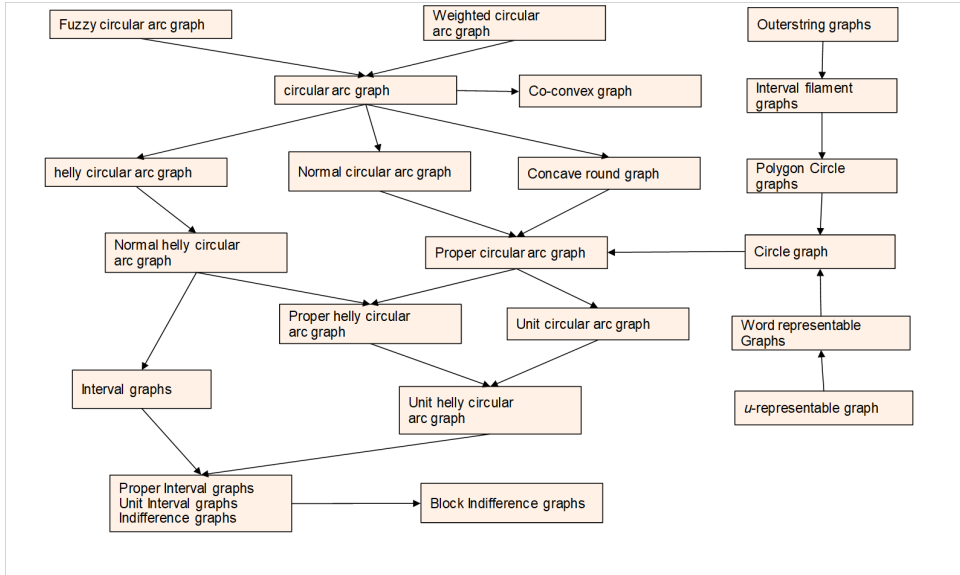 Fuzzy circular arc graph
Weighted circular
arc graph
Outerstring graphs
circular arc graph
Co-convex graph
Interval filament
graphs
helly circular arc graph
Normal circular arc graph
Concave round graph
Polygon Circle
graphs
Normal helly circular
arc graph
Proper circular arc graph
Circle graph
Proper helly circular
arc graph
Unit circular arc graph
Word representable
Graphs
Interval graphs
Unit helly circular
arc graph
u-representable graph
Proper Interval graphs
Unit Interval graphs
Indifference graphs
Block Indifference graphs